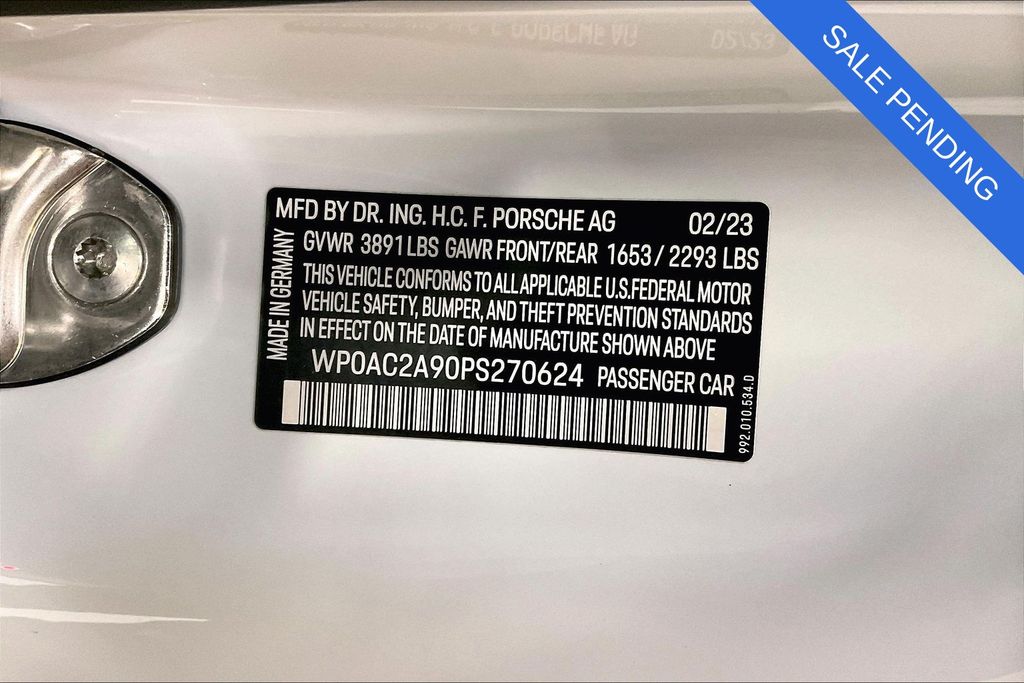 SALE PENDING
MFD BY DR. ING. H.C. F. PORSCHE AG 02/23
GVWR 3891 LBS GAWR FRONT/REAR 1653 / 2293 LBS
THIS VEHICLE CONFORMS TO ALL APPLICABLE U.S.FEDERAL MOTOR
VEHICLE SAFETY, BUMPER, AND THEFT PREVENTION STANDARDS
IN EFFECT ON THE DATE OF MANUFACTURE SHOWN ABOVE
WP0AC2A90PS270624 PASSENGER CAR
MADE IN GERMANY
992.010.534.0